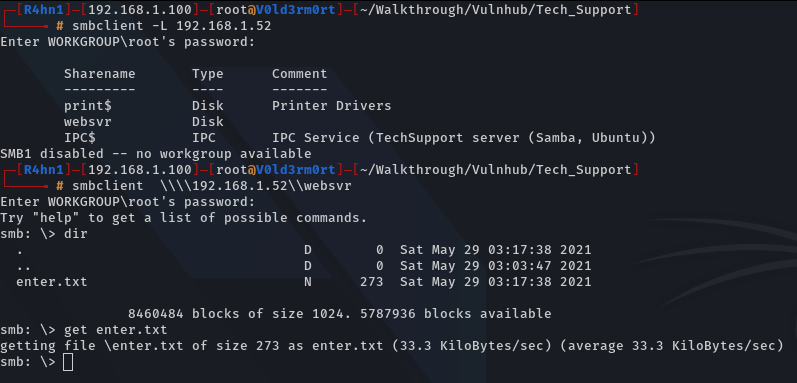 ┌─[R4hn1]─[192.168.1.100]─[root@V0ld3rm0rt]─[~/Walkthrough/Vulnhub/Tech_Support]
└──────╼ # smbclient -L 192.168.1.52
Enter WORKGROUP\root's password:
Sharename Type Comment
--------- ---- -------
print$ Disk Printer Drivers
websvr Disk
IPC$ IPC IPC Service (TechSupport server (Samba, Ubuntu))
SMB1 disabled -- no workgroup available
┌─[R4hn1]─[192.168.1.100]─[root@V0ld3rm0rt]─[~/Walkthrough/Vulnhub/Tech_Support]
└──────╼ # smbclient \\\\192.168.1.52\\websvr
Enter WORKGROUP\root's password:
Try "help" to get a list of possible commands.
smb: \> dir
. D 0 Sat May 29 03:17:38 2021
.. D 0 Sat May 29 03:03:47 2021
enter.txt N 273 Sat May 29 03:17:38 2021
8460484 blocks of size 1024. 5787936 blocks available
smb: \> get enter.txt
getting file \enter.txt of size 273 as enter.txt (33.3 KiloBytes/sec) (average 33.3 KiloBytes/sec)
smb: \>